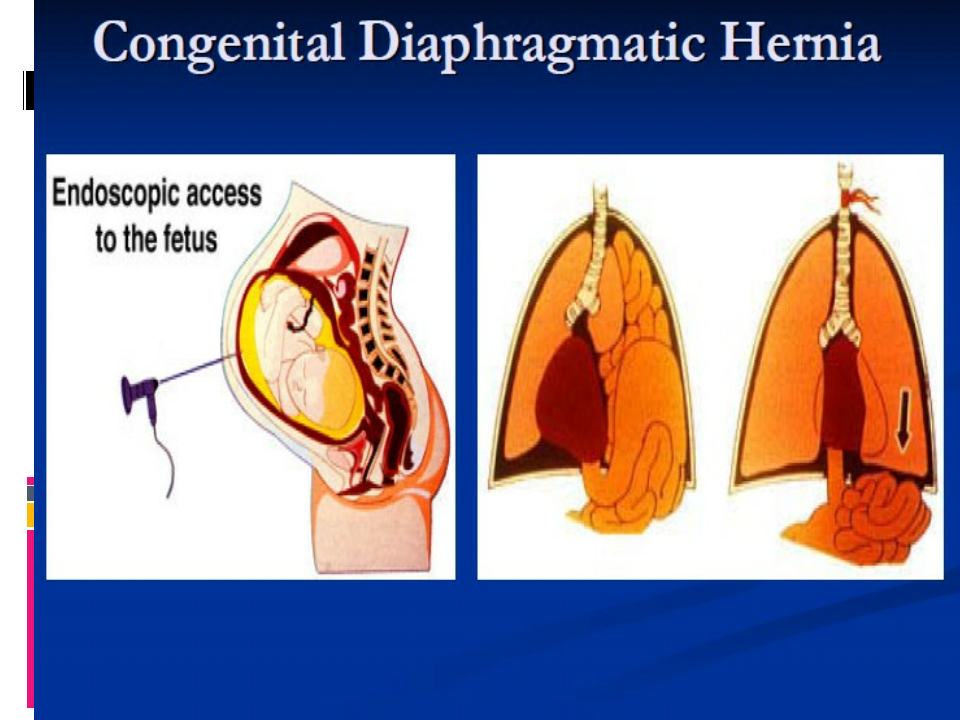 Congenital Diaphragmatic Hernia
Endoscopic access
to the fetus